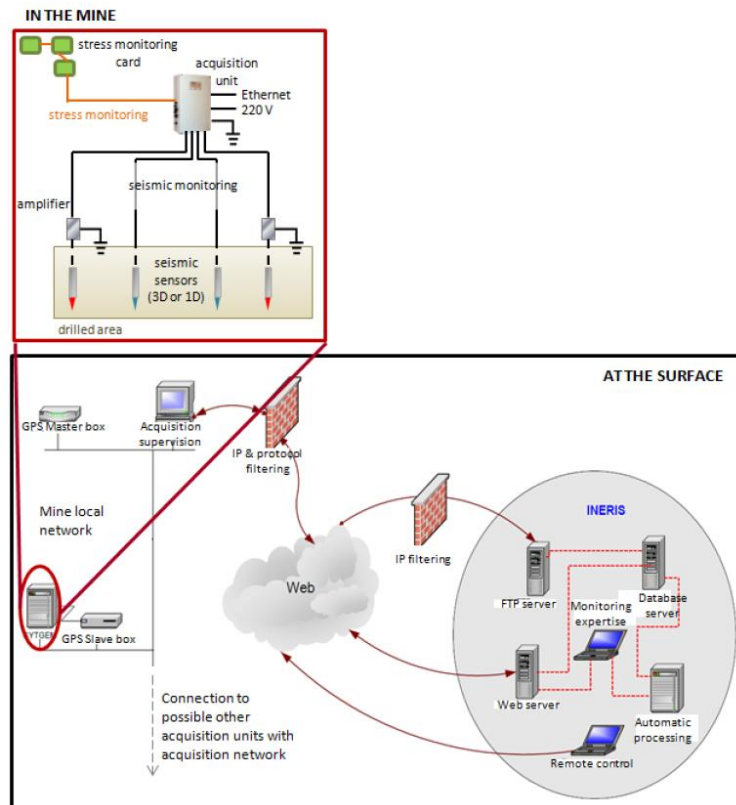 IN THE MINE
stress monitoring
card
acquisition
unit
Ethernet
220 V
stress monitoring
seismic monitoring
amplifier
seismic
sensors
(3D or 1D)
drilled area
AT THE SURFACE
GPS Master box
Acquisition
supervision
IP & protocol
filtering
Mine local
network
INERIS
IP filtering
Web
FTP server
Database
server
Monitoring
expertise
GPS Slave box
Web server
Automatic
processing
Connection to
possible other
acquisition units with
acquisition network
Remote control